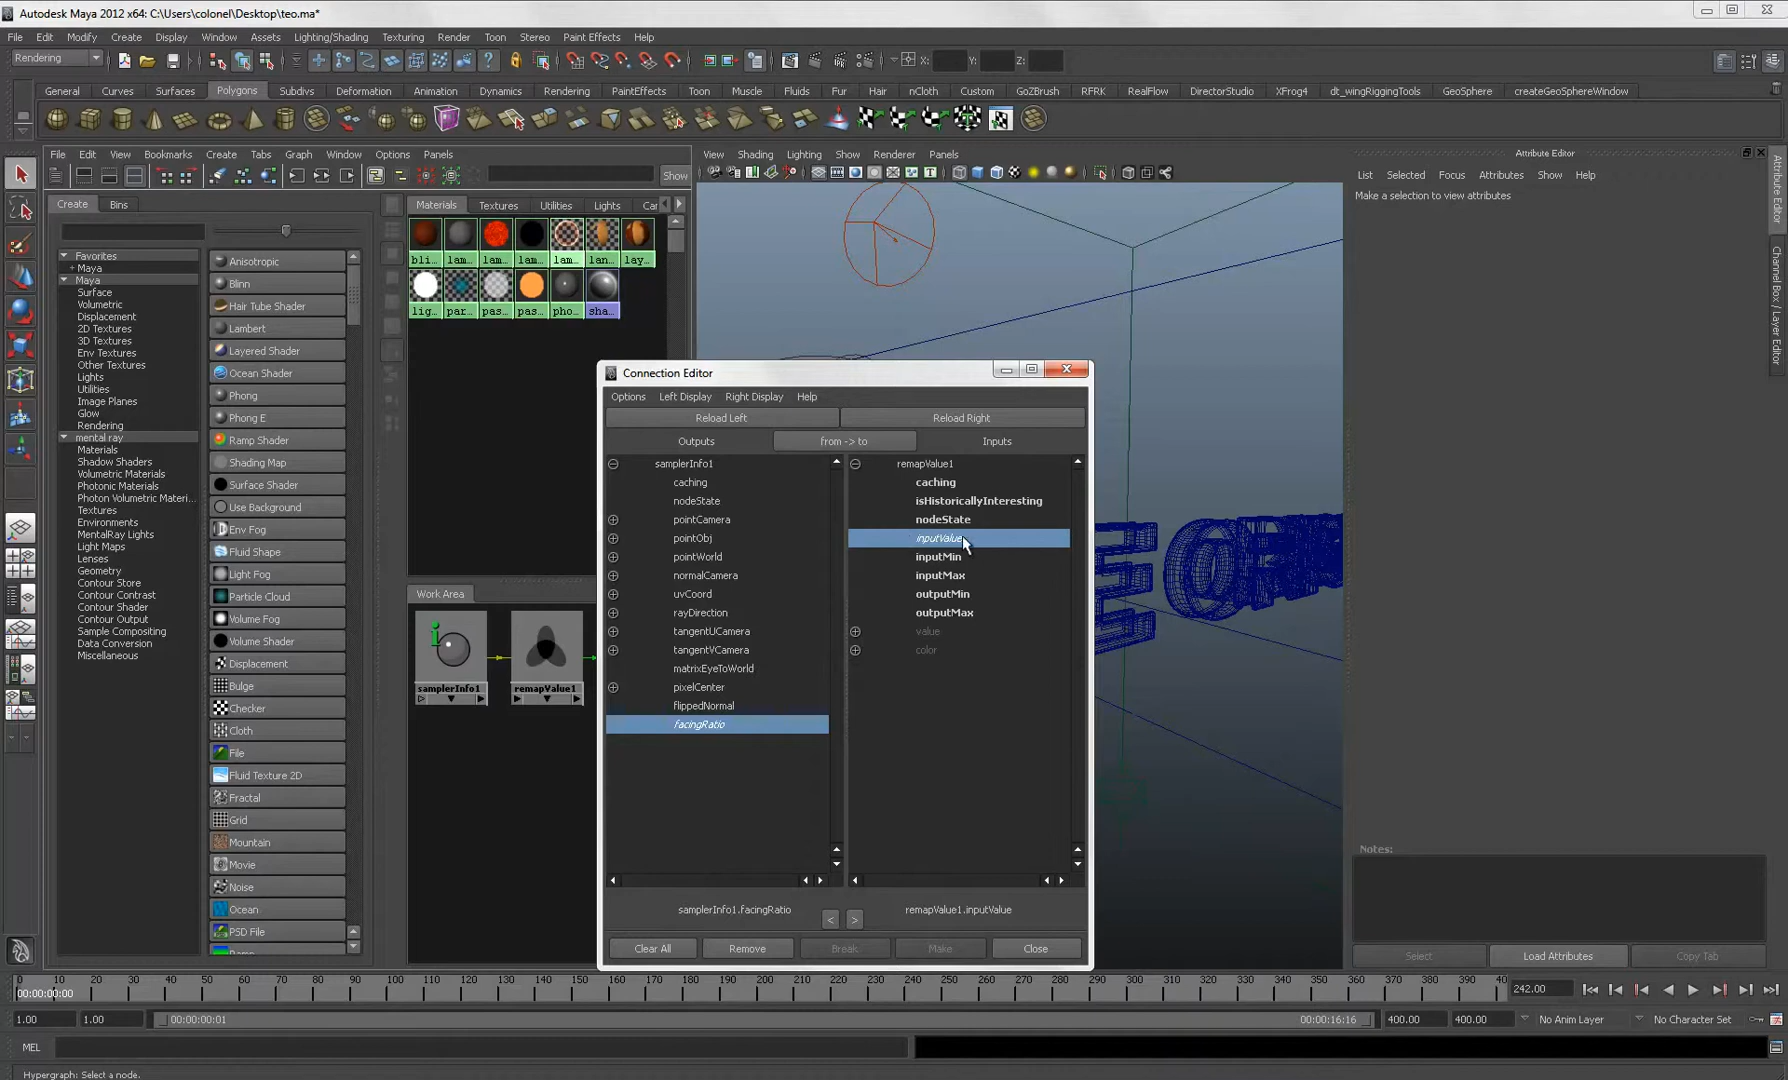 Autodesk Maya 2012 x64: C:\Users\colonel\Desktop\teo.ma*
File Edit Modify Create Display Window Assets Lighting/Shading Texturing Render Toon Stereo Paint Effects Help
Rendering X: Y: Z:
General Curves Surfaces Polygons Subdivs Deformation Animation Dynamics Rendering PaintEffects Toon Muscle Fluids Fur Hair nCloth Custom GoZBrush RFRK RealFlow DirectorStudio XFrog4 dt_wingRiggingTools GeoSphere createGeoSphereWindow
File Edit View Bookmarks Create Tabs Graph Window Options Panels
Show
Create Bins
Favorites
+ Maya
Maya
Surface
Volumetric
Displacement
2D Textures
3D Textures
Env Textures
Other Textures
Lights
Utilities
Image Planes
Glow
Rendering
mental ray
Materials
Shadow Shaders
Volumetric Materials
Photonic Materials
Photon Volumetric Materi...
Textures
Environments
MentalRay Lights
Light Maps
Lenses
Geometry
Contour Store
Contour Contrast
Contour Shader
Contour Output
Sample Compositing
Data Conversion
Miscellaneous
Anisotropic
Blinn
Hair Tube Shader
Lambert
Layered Shader
Ocean Shader
Phong
Phong E
Ramp Shader
Shading Map
Surface Shader
Use Background
Env Fog
Fluid Shape
Light Fog
Particle Cloud
Volume Fog
Volume Shader
Displacement
Bulge
Checker
Cloth
File
Fluid Texture 2D
Fractal
Grid
Mountain
Movie
Noise
Ocean
PSD File
Ramp
Materials Textures Utilities Lights Ca
bli... lam... lam... lam... lam... lan... lay...
lig... par... pas... pas... pho... sha...
Work Area
samplerInfo1 remapValue1
View Shading Lighting Show Renderer Panels
Connection Editor
Options Left Display Right Display Help
Reload Left Reload Right
Outputs from -> to Inputs
samplerInfo1
caching
nodeState
pointCamera
pointObj
pointWorld
normalCamera
uvCoord
rayDirection
tangentUCamera
tangentVCamera
matrixEyeToWorld
pixelCenter
flippedNormal
facingRatio
remapValue1
caching
isHistoricallyInteresting
nodeState
inputValue
inputMin
inputMax
outputMin
outputMax
value
color
samplerInfo1.facingRatio < > remapValue1.inputValue
Clear All Remove Break Make Close
Attribute Editor
List Selected Focus Attributes Show Help
Make a selection to view attributes
Notes:
Select Load Attributes Copy Tab
Attribute Editor
Channel Box / Layer Editor
0 10 20 30 40 50 60 70 80 90 100 110 120 130 140 150 160 170 180 190 200 210 220 230 240 250 260 270 280 290 300 310 320 330 340 350 360 370 380 390 40
00:00:00:00
242.00
1.00 1.00 00:00:00:01 00:00:16:16 400.00 400.00 No Anim Layer No Character Set
MEL
Hypergraph: Select a node.